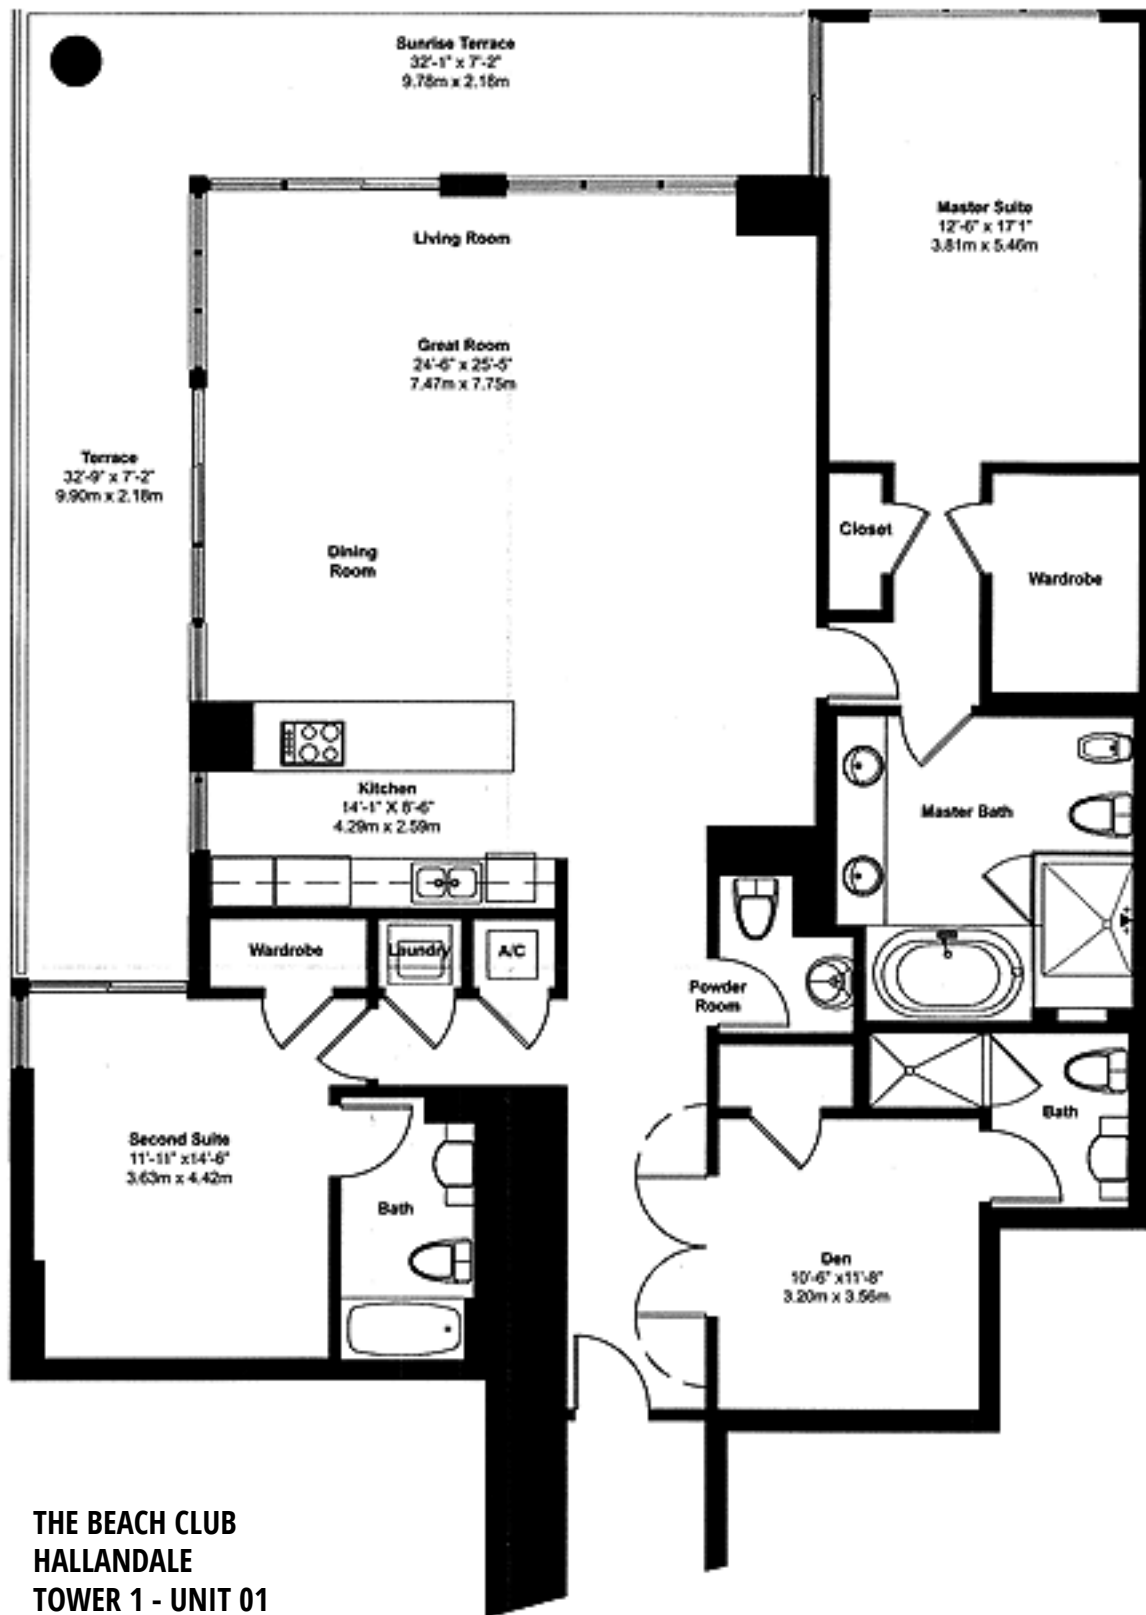 Sunrise Terrace
32'-1" x 7'-2"
9.78m x 2.18m
Master Suite
12'-6" x 17'1"
3.81m x 5.46m
Living Room
Great Room
24'-6" x 25'-5"
7.47m x 7.75m
Terrace
32'-9" x 7'-2"
9.90m x 2.18m
Closet
Dining
Room
Wardrobe
Kitchen
14'-1" X 8'-6"
4.29m x 2.59m
Master Bath
Wardrobe
Laundry
A/C
Powder
Room
Bath
Second Suite
11'-11" x14'-6"
3.63m x 4.42m
Bath
Den
10'-6" x11'-8"
3.20m x 3.56m
THE BEACH CLUB
HALLANDALE
TOWER 1 - UNIT 01